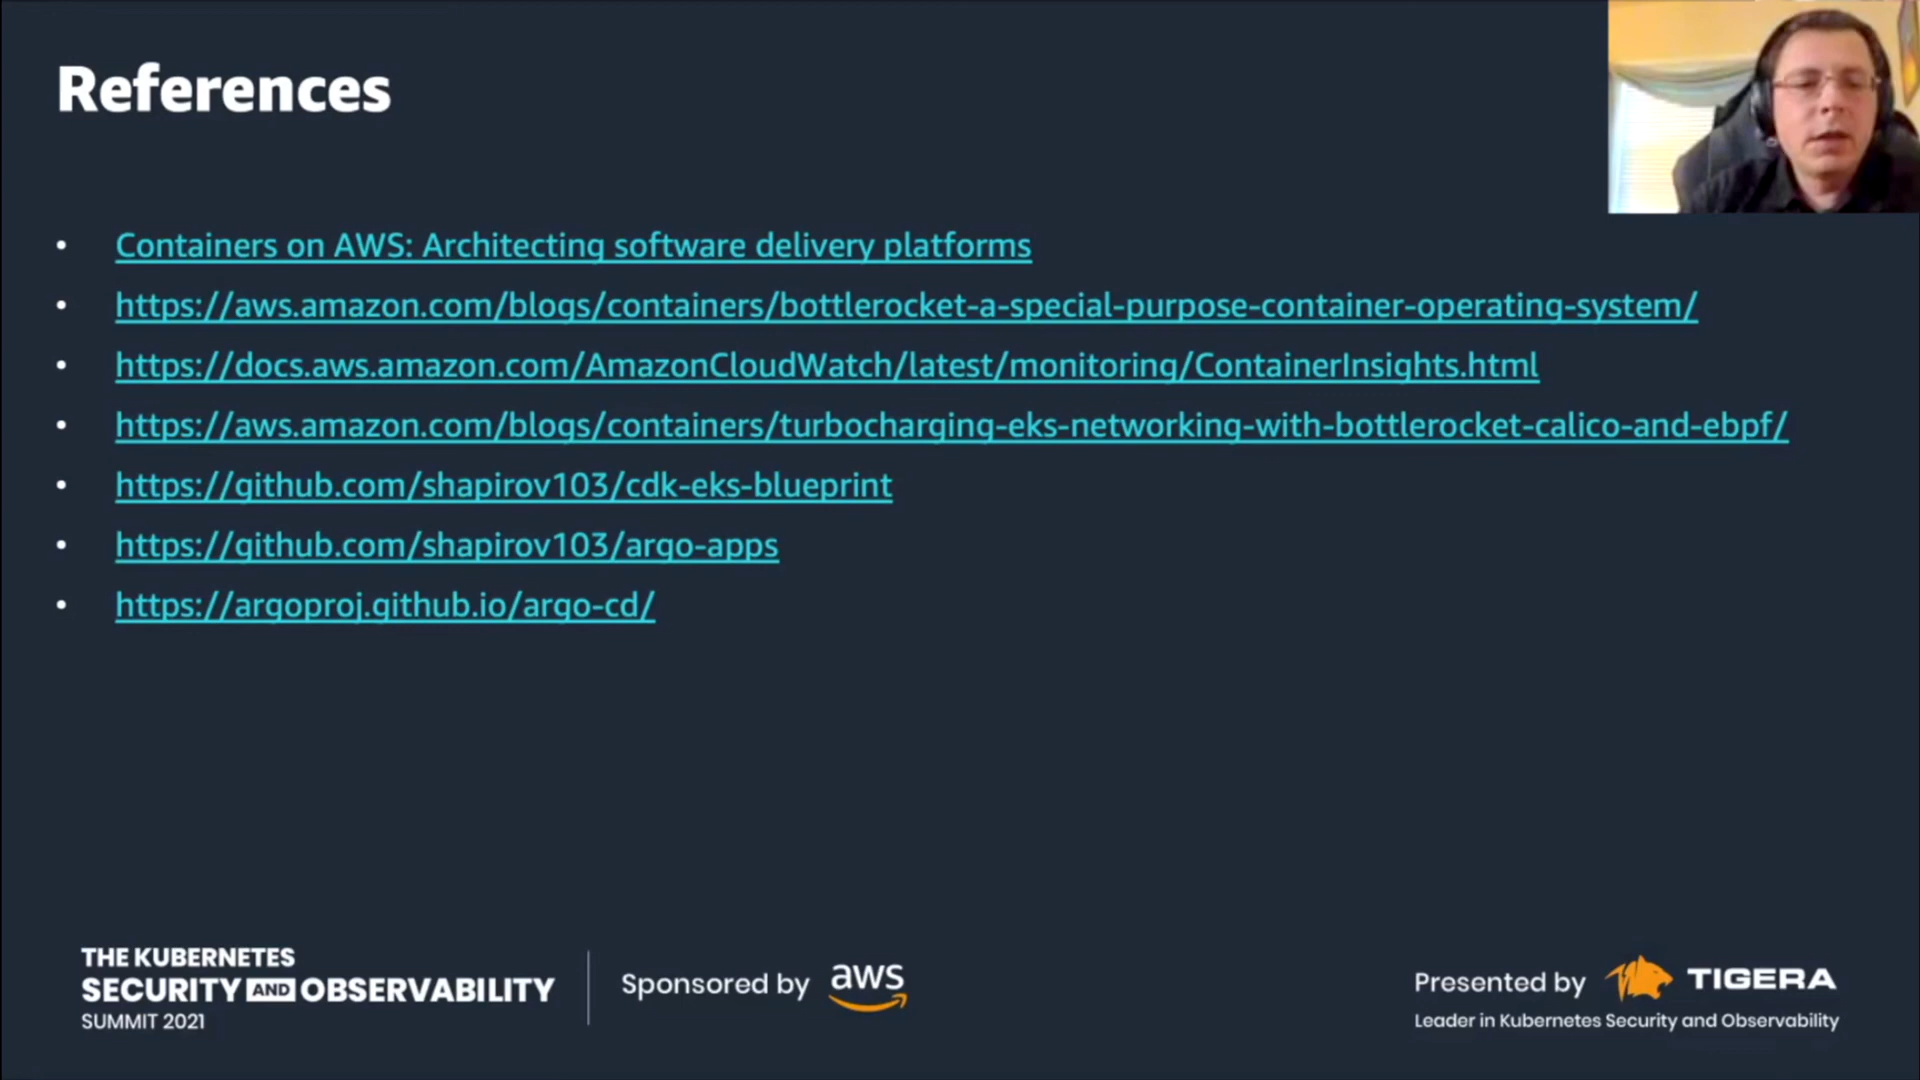 References
• Containers on AWS: Architecting software delivery platforms
• https://aws.amazon.com/blogs/containers/bottlerocket-a-special-purpose-container-operating-system/
• https://docs.aws.amazon.com/AmazonCloudWatch/latest/monitoring/ContainerInsights.html
• https://aws.amazon.com/blogs/containers/turbocharging-eks-networking-with-bottlerocket-calico-and-ebpf/
• https://github.com/shapirov103/cdk-eks-blueprint
• https://github.com/shapirov103/argo-apps
• https://argoproj.github.io/argo-cd/
THE KUBERNETES
SECURITY AND OBSERVABILITY
SUMMIT 2021
Sponsored by aws
Presented by TIGERA
Leader in Kubernetes Security and Observability